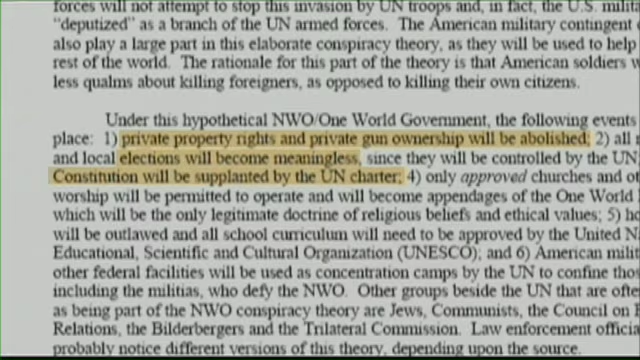 forces will not attempt to stop this invasion by UN troops and, in fact, the U.S. milit
"deputized" as a branch of the UN armed forces. The American military contingent o
also play a large part in this elaborate conspiracy theory, as they will be used to help
rest of the world. The rationale for this part of the theory is that American soldiers w
less qualms about killing foreigners, as opposed to killing their own citizens.
Under this hypothetical NWO/One World Government, the following events
place: 1) private property rights and private gun ownership will be abolished; 2) all
and local elections will become meaningless, since they will be controlled by the UN
Constitution will be supplanted by the UN charter; 4) only approved churches and ot
worship will be permitted to operate and will become appendages of the One World
which will be the only legitimate doctrine of religious beliefs and ethical values; 5) h
will be outlawed and all school curriculum will need to be approved by the United N
Educational, Scientific and Cultural Organization (UNESCO); and 6) American milit
other federal facilities will be used as concentration camps by the UN to confine tho
including the militias, who defy the NWO. Other groups beside the UN that are ofte
as being part of the NWO conspiracy theory are Jews, Communists, the Council on
Relations, the Bilderbergers and the Trilateral Commission. Law enforcement offici
probably notice different versions of this theory, depending upon the source.